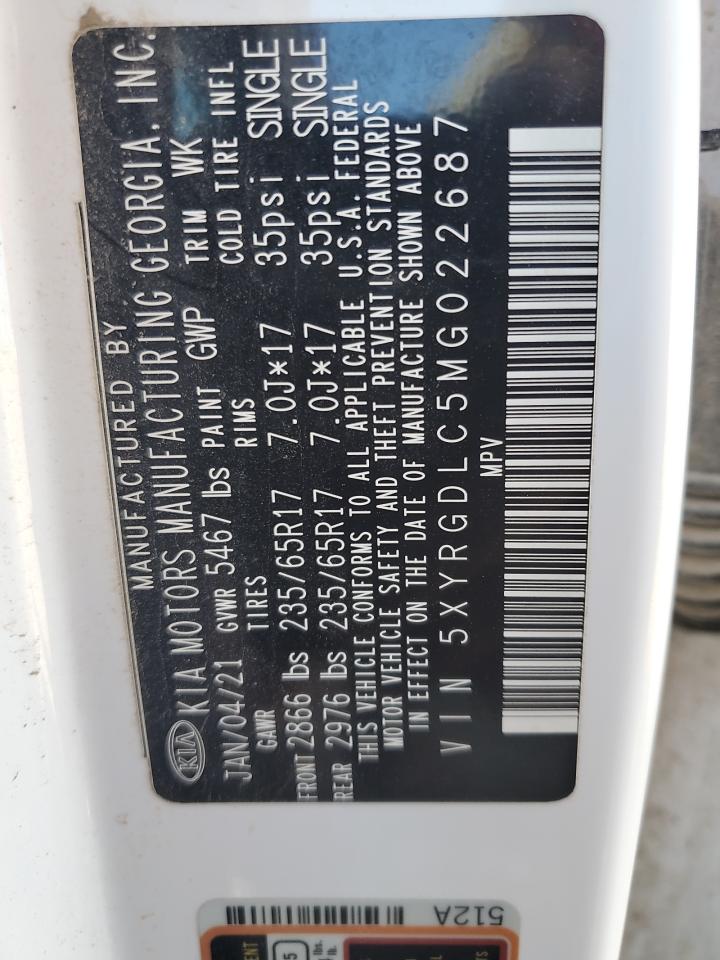 MANUFACTURED BY
KIA KIA MOTORS MANUFACTURING GEORGIA, INC.
JAN/04/21 GVWR 5467 lbs PAINT GWP TRIM WK
GAWR TIRES RIMS COLD TIRE INFL
FRONT 2866 lbs 235/65R17 7.0J*17 35psi SINGLE
REAR 2976 lbs 235/65R17 7.0J*17 35psi SINGLE
THIS VEHICLE CONFORMS TO ALL APPLICABLE U.S.A. FEDERAL
MOTOR VEHICLE SAFETY AND THEFT PREVENTION STANDARDS
IN EFFECT ON THE DATE OF MANUFACTURE SHOWN ABOVE
VIN 5XYRGDLC5MG022687
MPV
512A